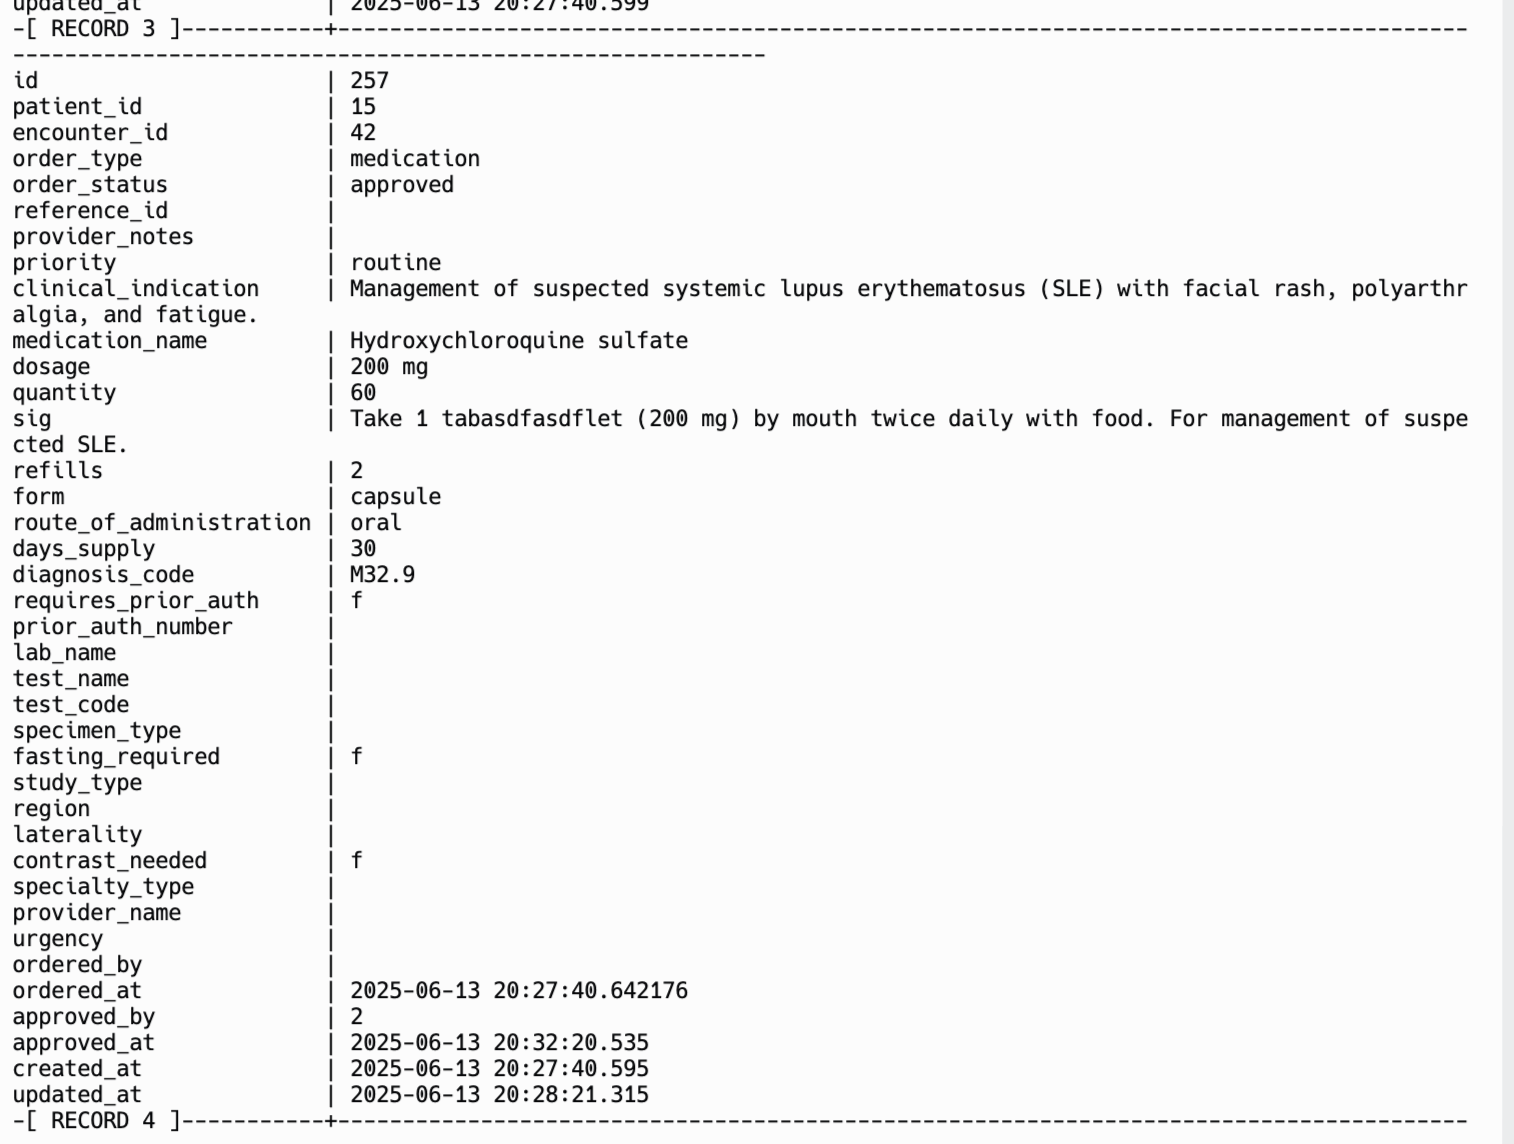 updated_at | 2025-06-13 20:27:40.599
-[ RECORD 3 ]-----------+---------------------------------------------------------------------------------------
----------------------------------------------------------
id | 257
patient_id | 15
encounter_id | 42
order_type | medication
order_status | approved
reference_id |
provider_notes |
priority | routine
clinical_indication | Management of suspected systemic lupus erythematosus (SLE) with facial rash, polyarthr
algia, and fatigue.
medication_name | Hydroxychloroquine sulfate
dosage | 200 mg
quantity | 60
sig | Take 1 tabasdfasdflet (200 mg) by mouth twice daily with food. For management of suspe
cted SLE.
refills | 2
form | capsule
route_of_administration | oral
days_supply | 30
diagnosis_code | M32.9
requires_prior_auth | f
prior_auth_number |
lab_name |
test_name |
test_code |
specimen_type |
fasting_required | f
study_type |
region |
laterality |
contrast_needed | f
specialty_type |
provider_name |
urgency |
ordered_by |
ordered_at | 2025-06-13 20:27:40.642176
approved_by | 2
approved_at | 2025-06-13 20:32:20.535
created_at | 2025-06-13 20:27:40.595
updated_at | 2025-06-13 20:28:21.315
-[ RECORD 4 ]-----------+---------------------------------------------------------------------------------------